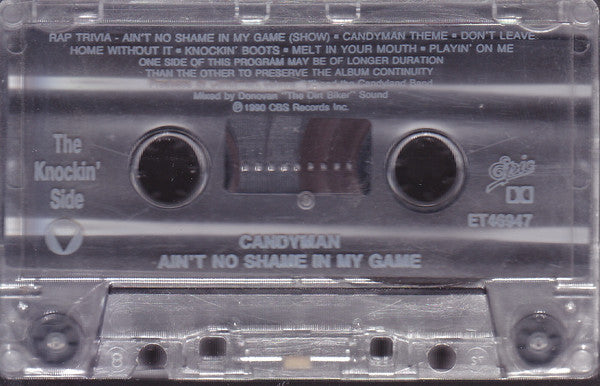 RAP TRIVIA - AIN'T NO SHAME IN MY GAME (SHOW) • CANDYMAN THEME • DON'T LEAVE
HOME WITHOUT IT • KNOCKIN' BOOTS • MELT IN YOUR MOUTH • PLAYIN' ON ME
ONE SIDE OF THIS PROGRAM MAY BE OF LONGER DURATION
THAN THE OTHER TO PRESERVE THE ALBUM CONTINUITY
Candyland Band
Mixed by Donovan "The Dirt Biker" Sound
Ⓟ1990 CBS Records Inc.
The
Knockin'
Side
Epic
ET46947
CANDYMAN
AIN'T NO SHAME IN MY GAME